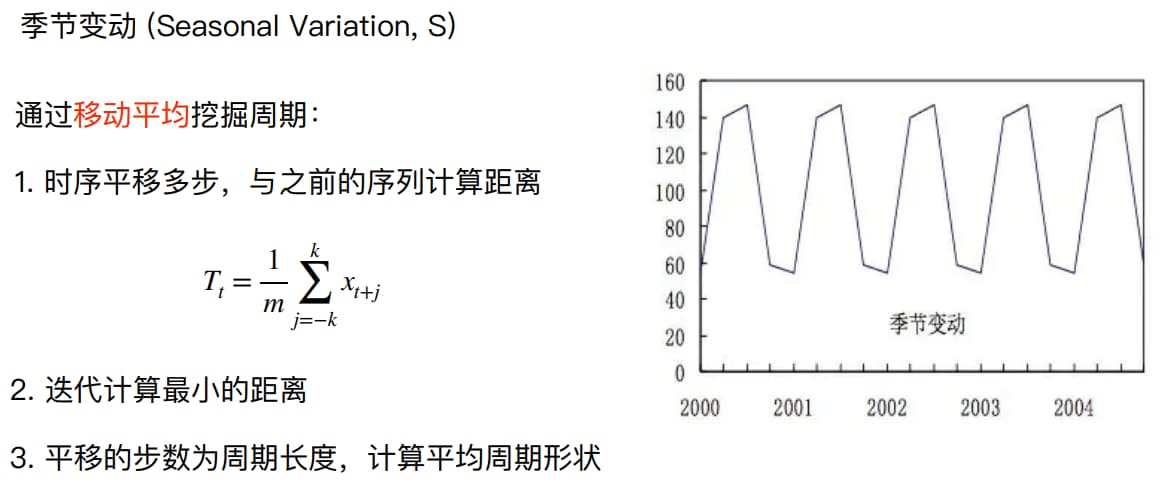 季节变动 (Seasonal Variation, S)
通过移动平均挖掘周期：
1. 时序平移多步，与之前的序列计算距离
T_t = \frac{1}{m} \sum_{j=-k}^{k} x_{t+j}
2. 迭代计算最小的距离
3. 平移的步数为周期长度，计算平均周期形状
160
140
120
100
80
60
40
20
0
季节变动
2000 2001 2002 2003 2004